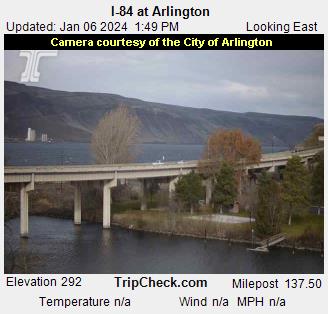 I-84 at Arlington
Updated: Jan 06 2024 1:49 PM Looking East
Camera courtesy of the City of Arlington
Elevation 292 TripCheck.com Milepost 137.50
Temperature n/a Wind n/a MPH n/a